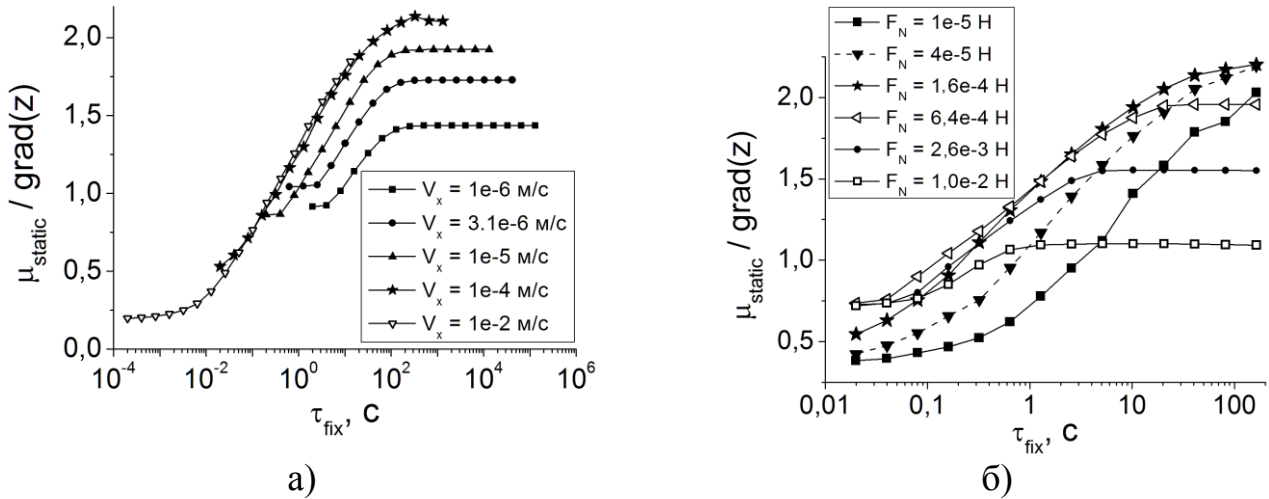 а)
μstatic / grad(z)
2,0
1,5
1,0
0,5
0,0
10⁻⁴ 10⁻² 10⁰ 10² 10⁴ 10⁶
τfix, с
Vx = 1e-6 м/с
Vx = 3.1e-6 м/с
Vx = 1e-5 м/с
Vx = 1e-4 м/с
Vx = 1e-2 м/с
б)
μstatic / grad(z)
2,0
1,5
1,0
0,5
0,01 0,1 1 10 100
τfix, с
FN = 1e-5 Н
FN = 4e-5 Н
FN = 1.6e-4 Н
FN = 6,4e-4 Н
FN = 2,6e-3 Н
FN = 1,0e-2 Н
а) б)